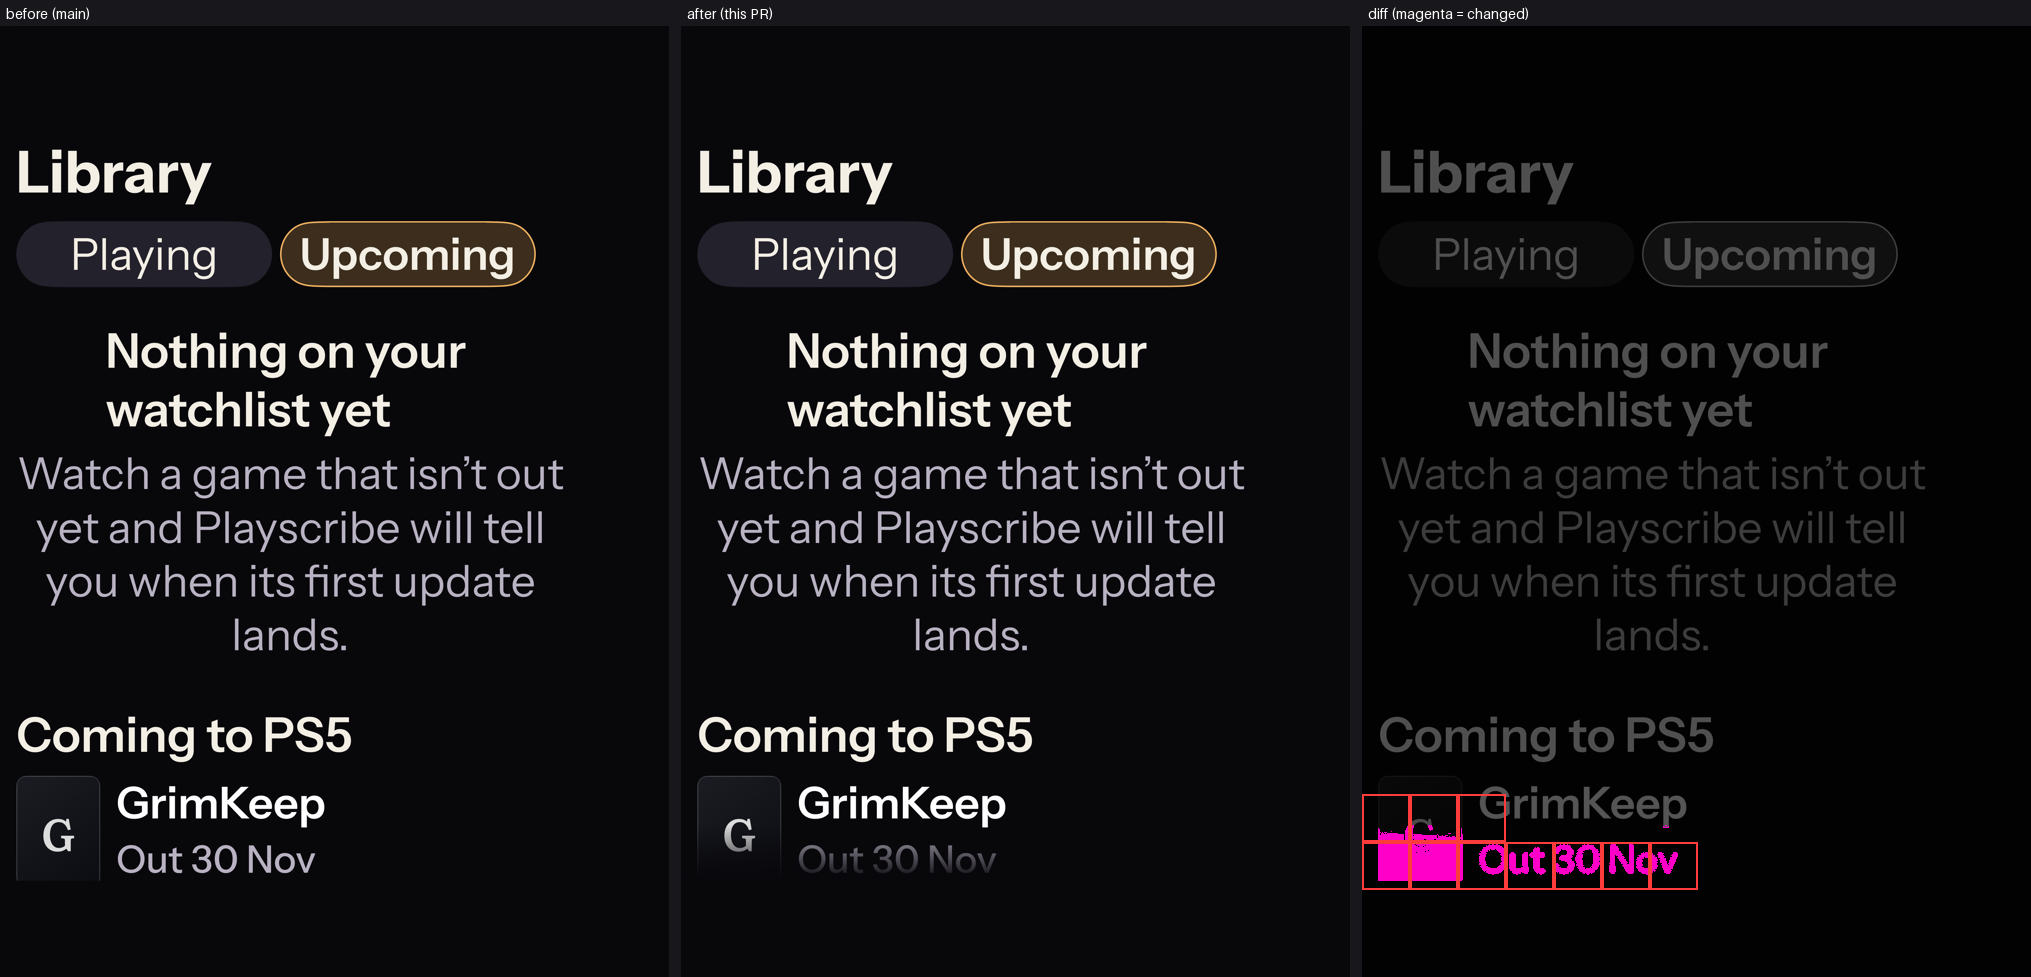 before (main)
Library
Playing
Upcoming
Nothing on your
watchlist yet
Watch a game that isn’t out
yet and Playscribe will tell
you when its first update
lands.
Coming to PS5
G
GrimKeep
Out 30 Nov
after (this PR)
Library
Playing
Upcoming
Nothing on your
watchlist yet
Watch a game that isn’t out
yet and Playscribe will tell
you when its first update
lands.
Coming to PS5
G
GrimKeep
Out 30 Nov
diff (magenta = changed)
Library
Playing
Upcoming
Nothing on your
watchlist yet
Watch a game that isn’t out
yet and Playscribe will tell
you when its first update
lands.
Coming to PS5
G
GrimKeep
Out 30 Nov